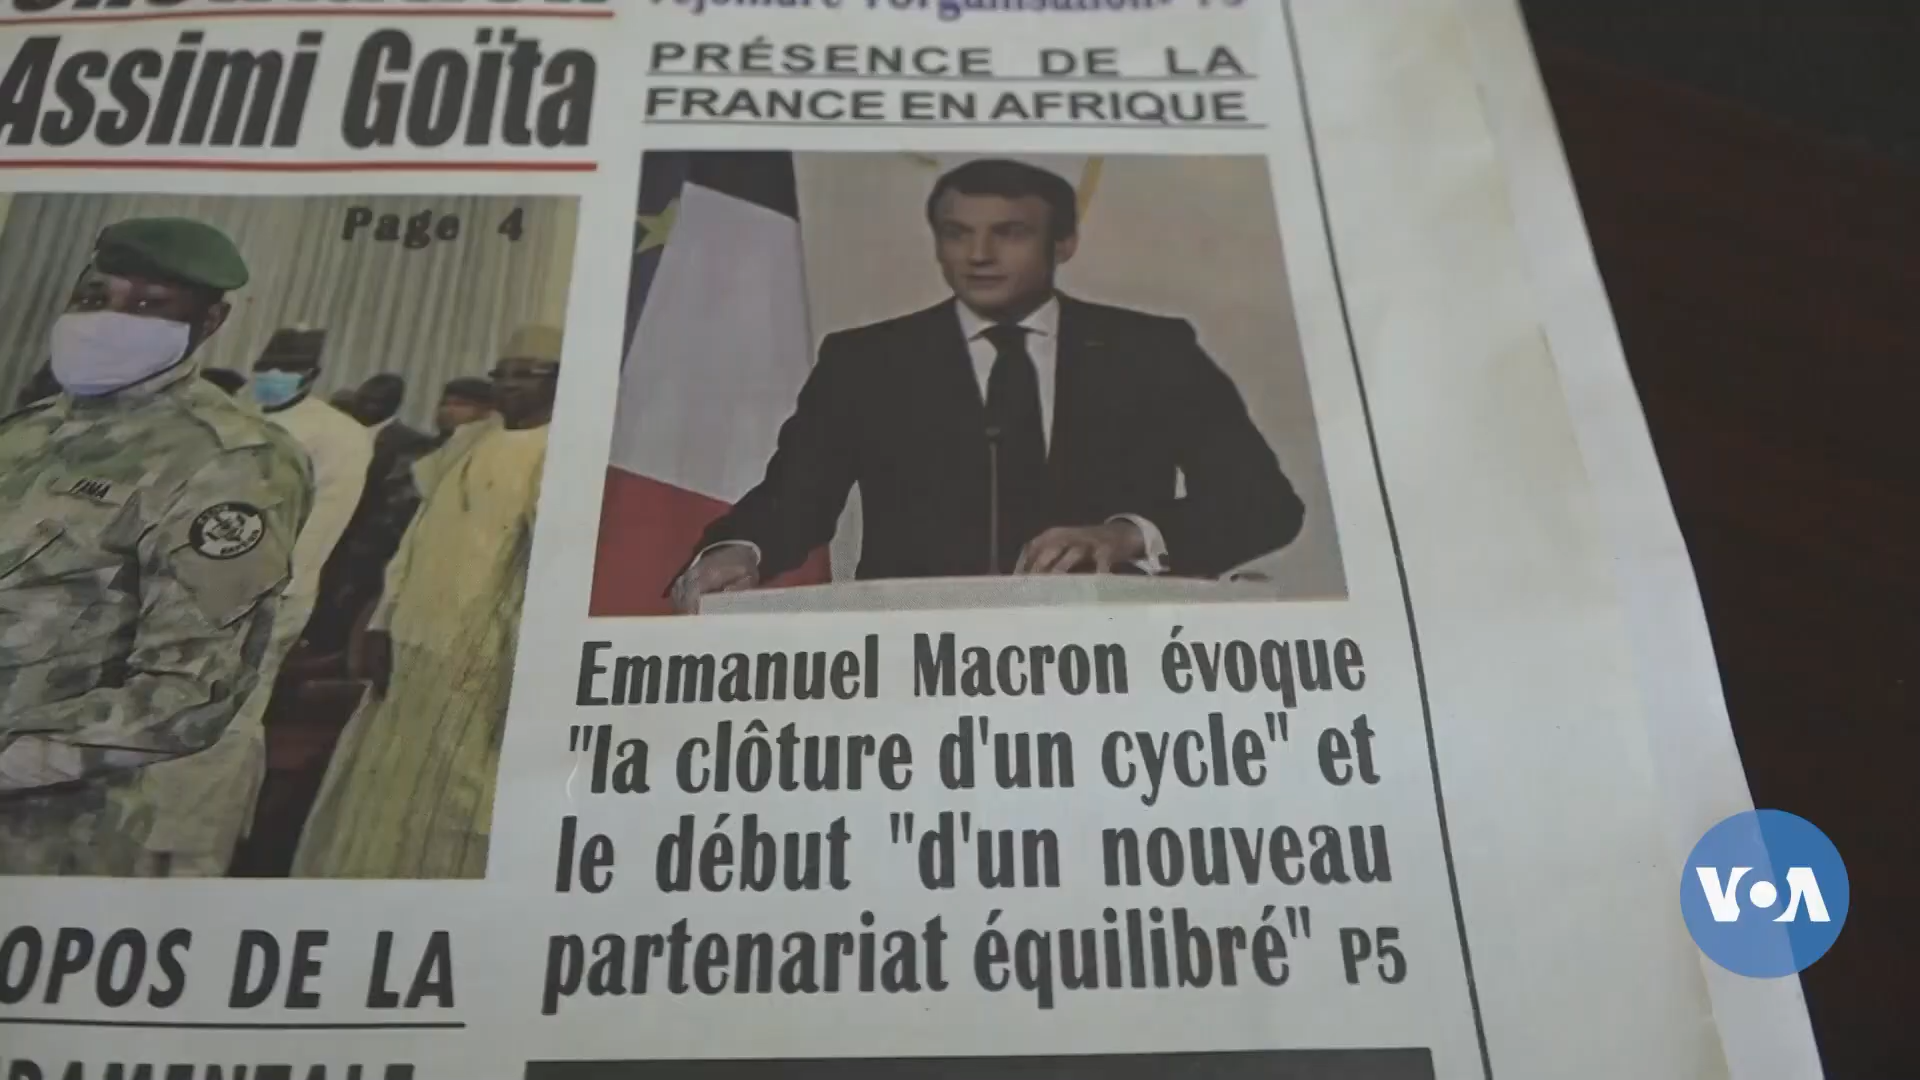 Assimi Goïta
Page 4
FAMA
OPOS DE LA
PRÉSENCE DE LA
FRANCE EN AFRIQUE
Emmanuel Macron évoque
"la clôture d'un cycle" et
le début "d'un nouveau
partenariat équilibré" P5
VOA